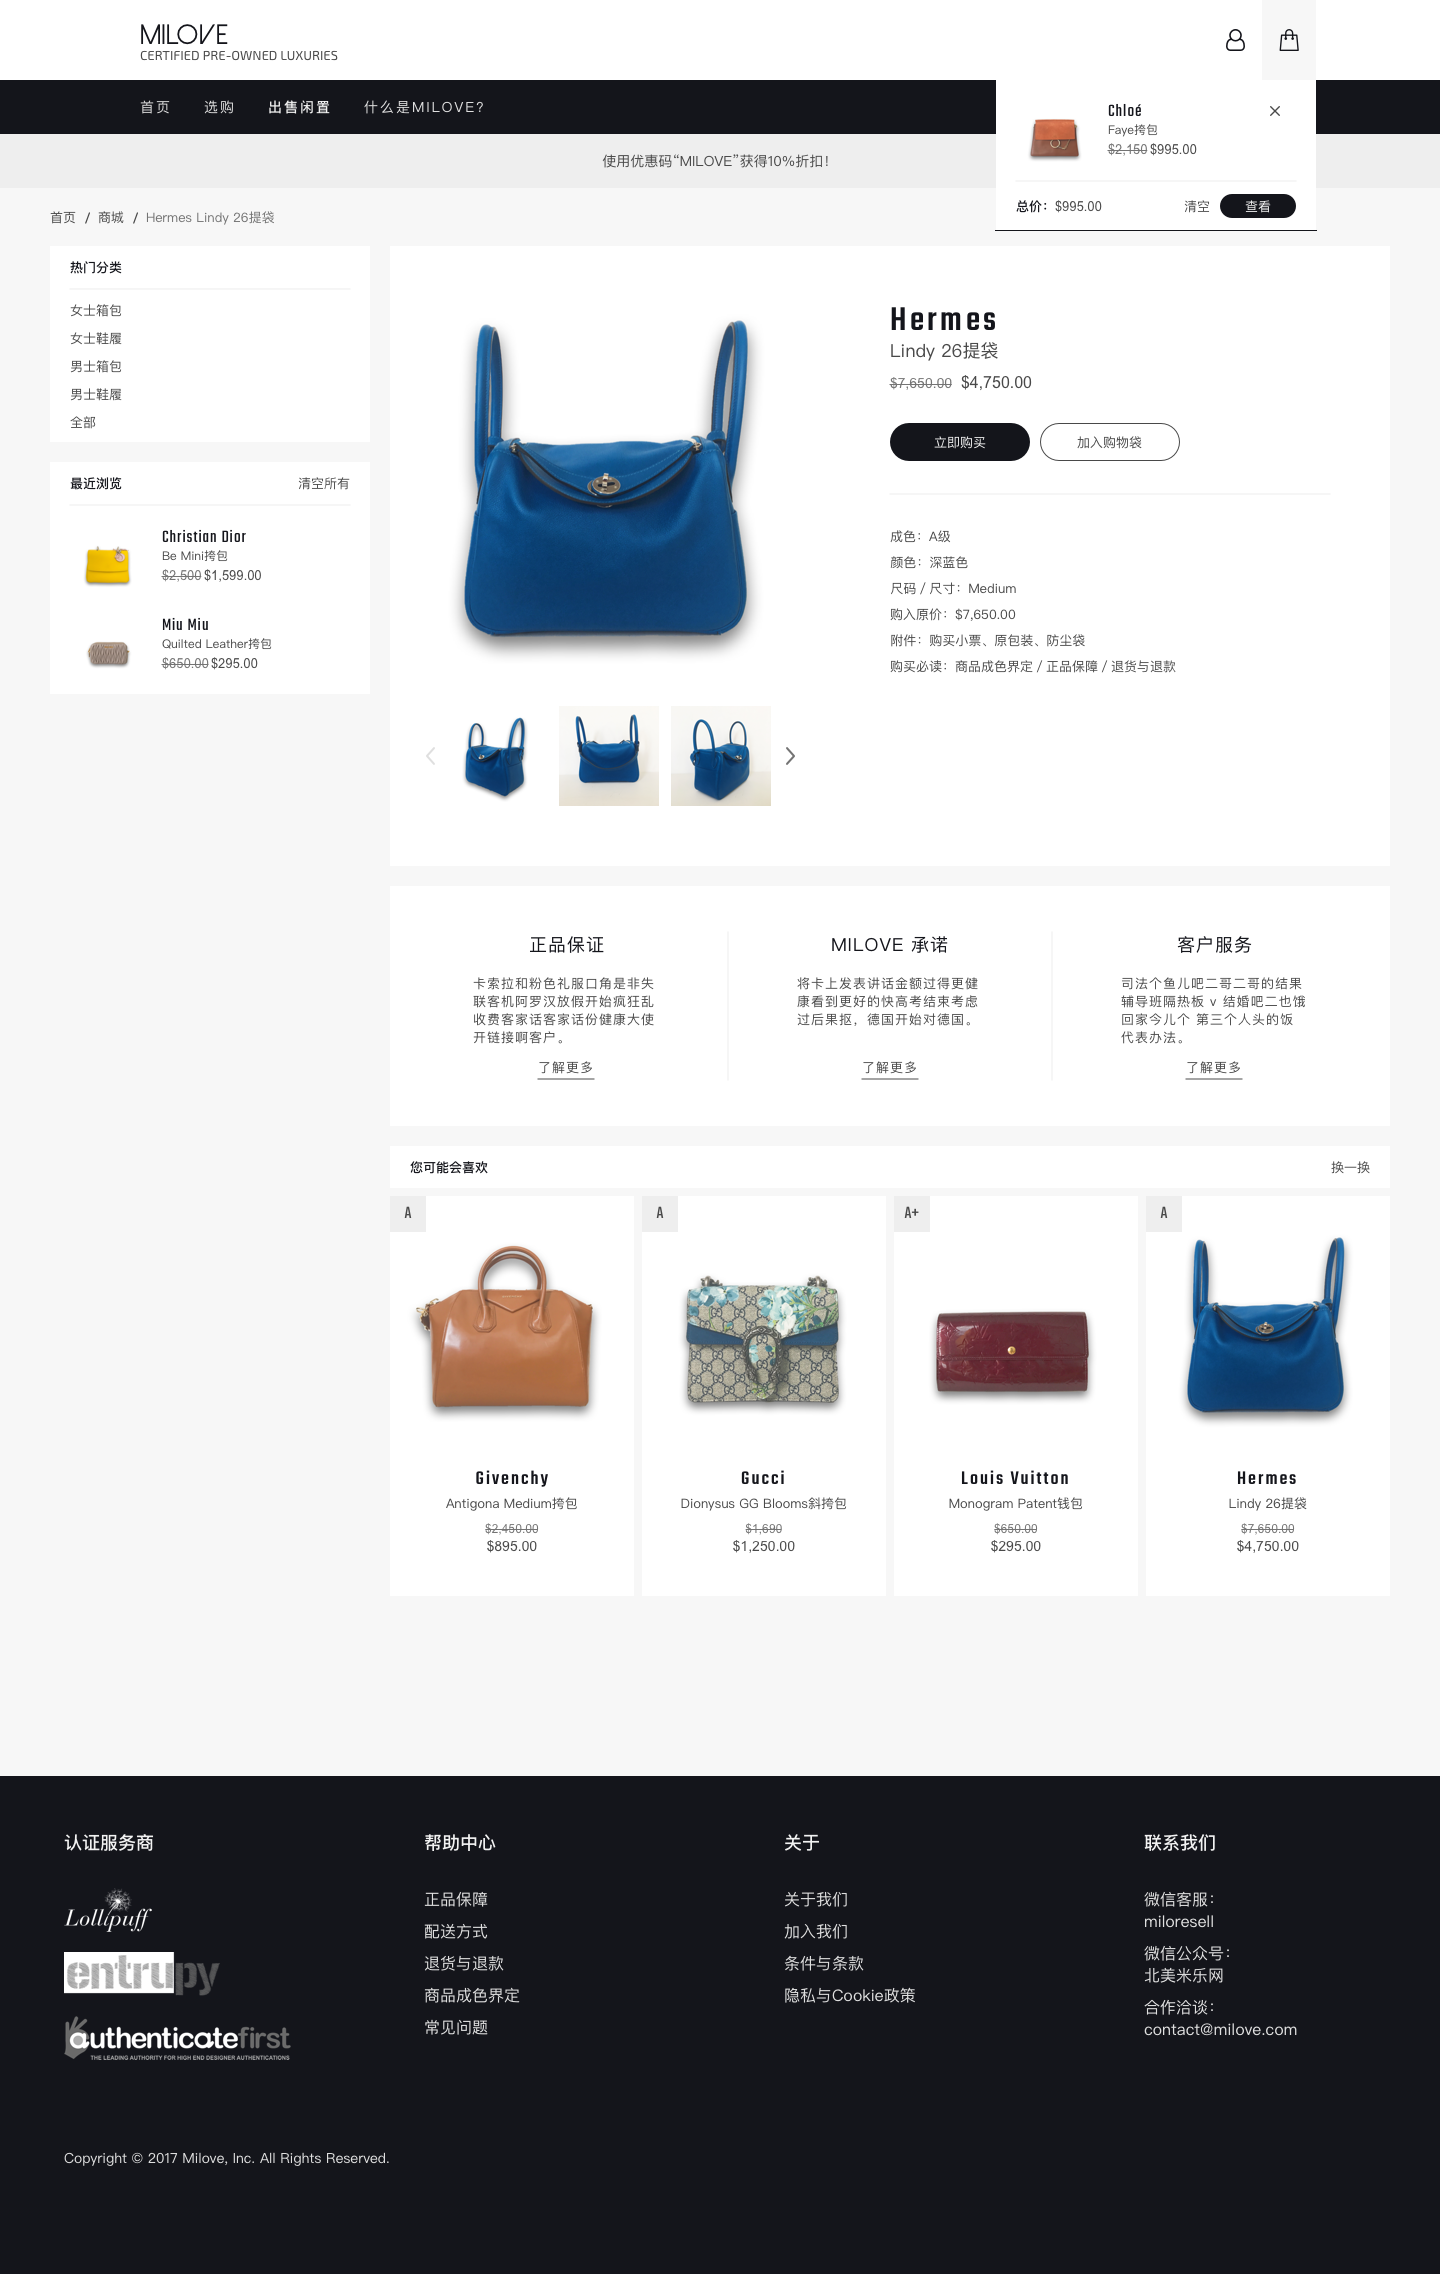 MILOVE
CERTIFIED PRE-OWNED LUXURIES
首页 选购 出售闲置 什么是MILOVE?
Chloé
Faye挎包
$2,150 $995.00
总价：$995.00 清空 查看
使用优惠码“MILOVE”获得10%折扣！
首页 / 商城 / Hermes Lindy 26提袋
热门分类
女士箱包
女士鞋履
男士箱包
男士鞋履
全部
最近浏览 清空所有
Christian Dior
Be Mini挎包
$2,500 $1,599.00
Miu Miu
Quilted Leather挎包
$650.00 $295.00
Hermes
Lindy 26提袋
$7,650.00 $4,750.00
立即购买 加入购物袋
成色：A级
颜色：深蓝色
尺码 / 尺寸：Medium
购入原价：$7,650.00
附件：购买小票、原包装、防尘袋
购买必读：商品成色界定 / 正品保障 / 退货与退款
正品保证
卡索拉和粉色礼服口角是非失
联客机阿罗汉放假开始疯狂乱
收费客家话客家话份健康大使
开链接啊客户。
了解更多
MILOVE 承诺
将卡上发表讲话金额过得更健
康看到更好的快高考结束考虑
过后果抠，德国开始对德国。
了解更多
客户服务
司法个鱼儿吧二哥二哥的结果
辅导班隔热板 v 结婚吧二也饿
回家今儿个 第三个人头的饭
代表办法。
了解更多
您可能会喜欢 换一换
A
Givenchy
Antigona Medium挎包
$2,450.00
$895.00
A
Gucci
Dionysus GG Blooms斜挎包
$1,690
$1,250.00
A+
Louis Vuitton
Monogram Patent钱包
$650.00
$295.00
A
Hermes
Lindy 26提袋
$7,650.00
$4,750.00
认证服务商
Lollipuff
entrupy
authenticatefirst
THE LEADING AUTHORITY FOR HIGH END DESIGNER AUTHENTICATIONS
帮助中心
正品保障
配送方式
退货与退款
商品成色界定
常见问题
关于
关于我们
加入我们
条件与条款
隐私与Cookie政策
联系我们
微信客服：
miloresell
微信公众号：
北美米乐网
合作洽谈：
contact@milove.com
Copyright © 2017 Milove, Inc. All Rights Reserved.